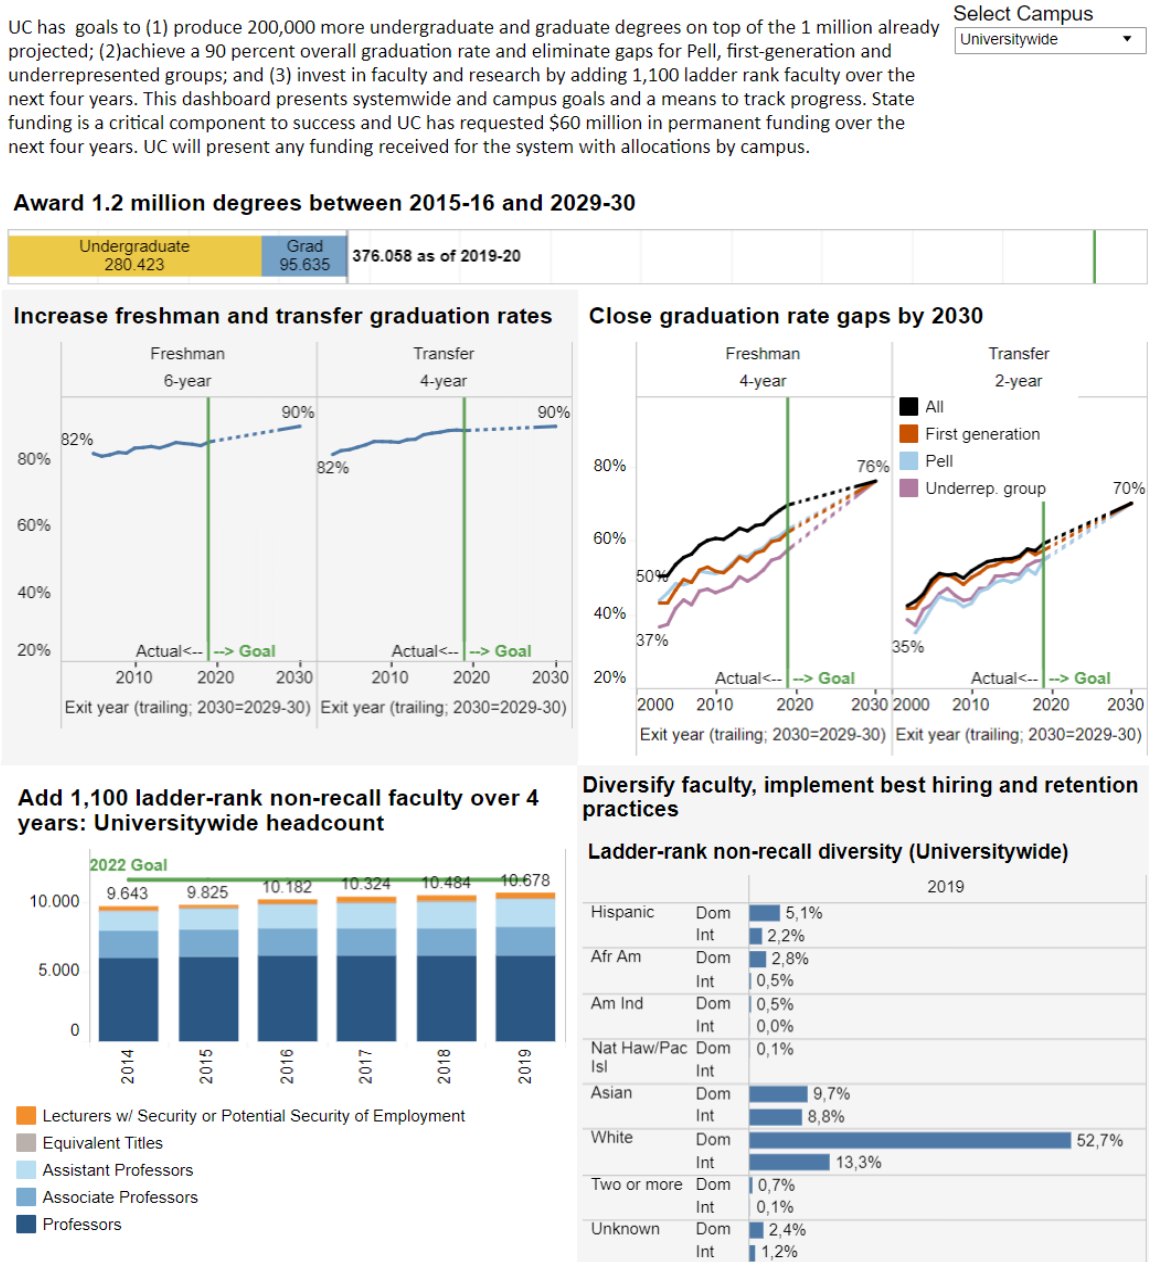 UC has goals to (1) produce 200,000 more undergraduate and graduate degrees on top of the 1 million already
projected; (2)achieve a 90 percent overall graduation rate and eliminate gaps for Pell, first-generation and
underrepresented groups; and (3) invest in faculty and research by adding 1,100 ladder rank faculty over the
next four years. This dashboard presents systemwide and campus goals and a means to track progress. State
funding is a critical component to success and UC has requested $60 million in permanent funding over the
next four years. UC will present any funding received for the system with allocations by campus.
Select Campus
Universitywide
Award 1.2 million degrees between 2015-16 and 2029-30
Undergraduate
280.423
Grad
95.635
376.058 as of 2019-20
Increase freshman and transfer graduation rates
Freshman
6-year
Transfer
4-year
82%
90%
82%
90%
80%
60%
40%
20%
Actual<-- --> Goal
Actual<-- --> Goal
2010 2020 2030
2010 2020 2030
Exit year (trailing; 2030=2029-30)
Exit year (trailing; 2030=2029-30)
Close graduation rate gaps by 2030
Freshman
4-year
Transfer
2-year
All
First generation
Pell
Underrep. group
80%
60%
40%
20%
50%
37%
76%
35%
70%
Actual<-- --> Goal
Actual<-- --> Goal
2000 2010 2020 2030
2000 2010 2020 2030
Exit year (trailing; 2030=2029-30)
Exit year (trailing; 2030=2029-30)
Add 1,100 ladder-rank non-recall faculty over 4
years: Universitywide headcount
2022 Goal
9.643 9.825 10.182 10.324 10.484 10.678
10.000
5.000
0
2014 2015 2016 2017 2018 2019
Lecturers w/ Security or Potential Security of Employment
Equivalent Titles
Assistant Professors
Associate Professors
Professors
Diversify faculty, implement best hiring and retention
practices
Ladder-rank non-recall diversity (Universitywide)
2019
Hispanic Dom 5,1%
Int 2,2%
Afr Am Dom 2,8%
Int 0,5%
Am Ind Dom 0,5%
Int 0,0%
Nat Haw/Pac Dom 0,1%
Isl Int
Asian Dom 9,7%
Int 8,8%
White Dom 52,7%
Int 13,3%
Two or more Dom 0,7%
Int 0,1%
Unknown Dom 2,4%
Int 1,2%